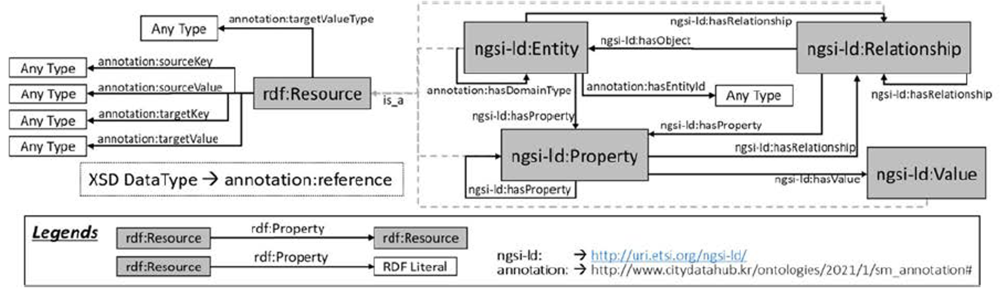 annotation:targetValueType
Any Type
annotation:sourceKey
Any Type
annotation:sourceValue
Any Type
annotation:targetKey
Any Type
annotation:targetValue
Any Type
rdf:Resource
is_a
XSD DataType → annotation:reference
ngsi-ld:hasRelationship
ngsi-ld:Entity
ngsi-ld:hasObject
ngsi-ld:Relationship
annotation:hasDomainType
annotation:hasEntityId
Any Type
ngsi-ld:hasRelationship
ngsi-ld:hasProperty
ngsi-ld:hasProperty
ngsi-ld:Property
ngsi-ld:hasRelationship
ngsi-ld:hasValue
ngsi-ld:Value
ngsi-ld:hasProperty
Legends
rdf:Resource
rdf:Property
rdf:Resource
rdf:Resource
rdf:Property
RDF Literal
ngsi-ld: → http://uri.etsi.org/ngsi-ld/
annotation: → http://www.citydatahub.kr/ontologies/2021/1/sm_annotation#